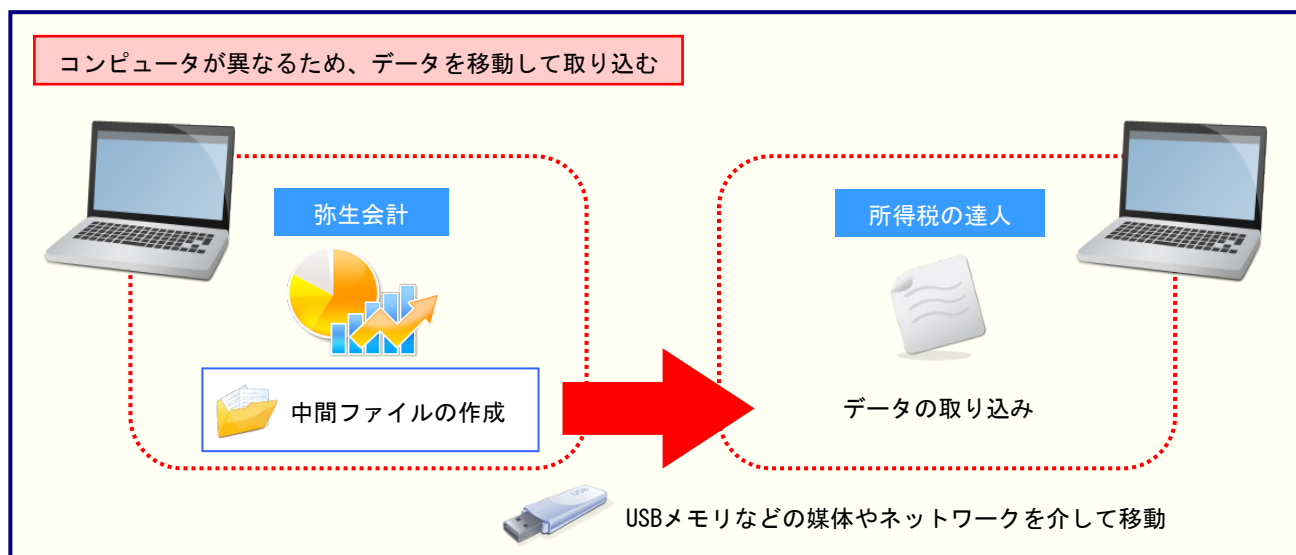 コンピュータが異なるため、データを移動して取り込む
弥生会計
所得税の達人
中間ファイルの作成
データの取り込み
USB
USBメモリなどの媒体やネットワークを介して移動